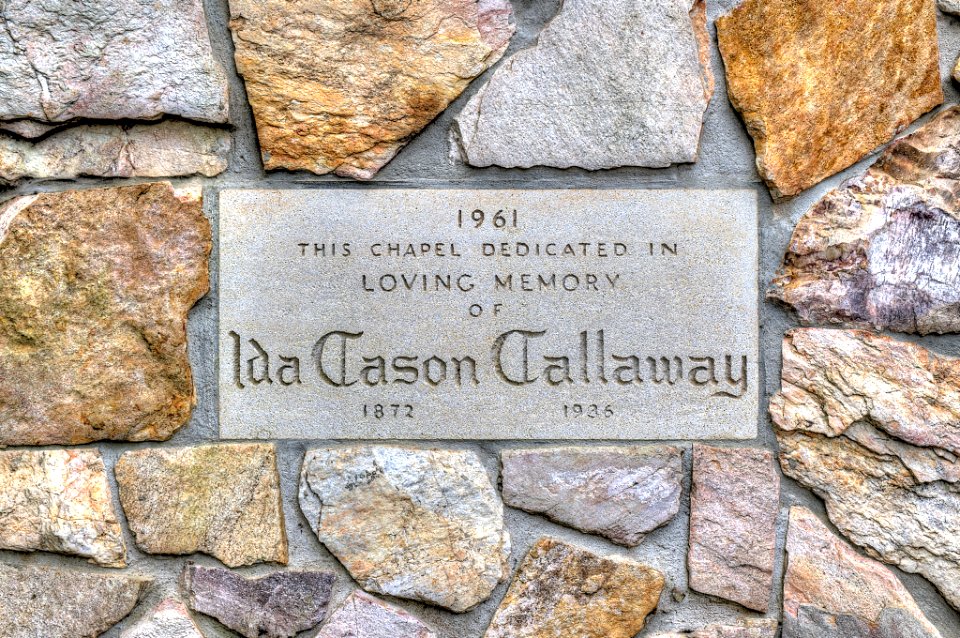 1961
THIS CHAPEL DEDICATED IN
LOVING MEMORY
OF
Ida Cason Callaway
1872 1936